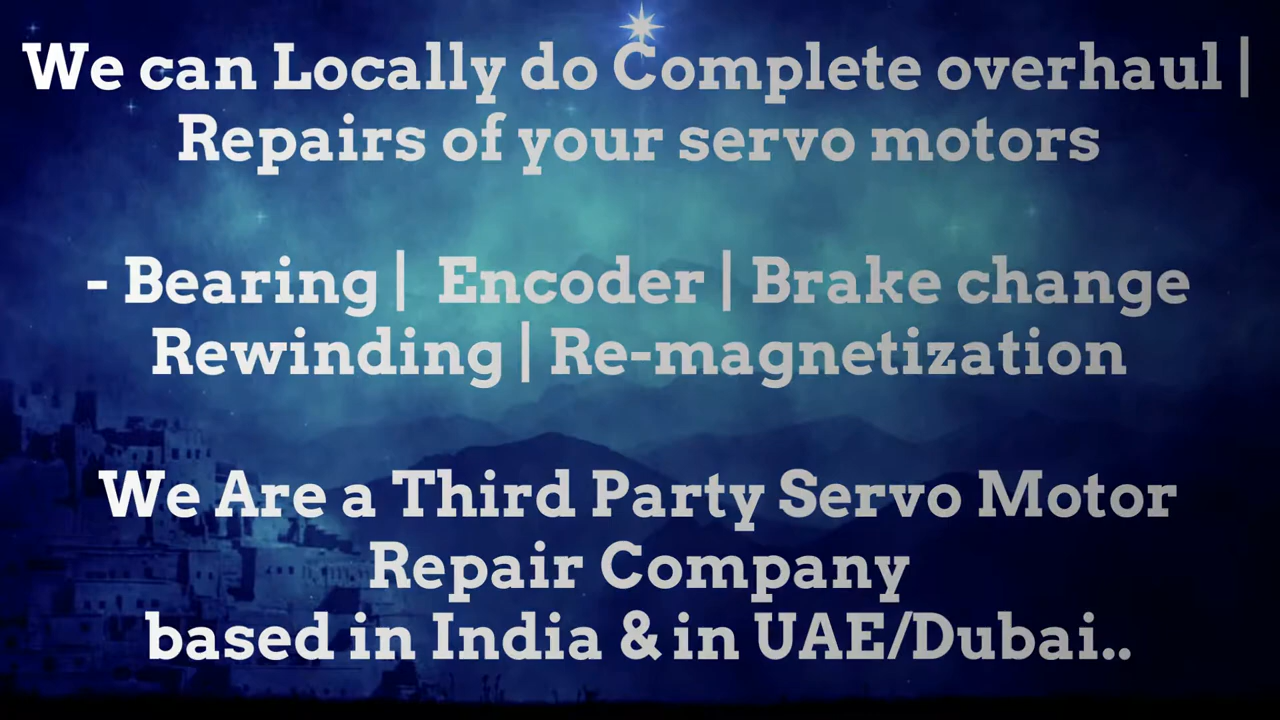 We can Locally do Complete overhaul |
Repairs of your servo motors
- Bearing | Encoder | Brake change
Rewinding | Re-magnetization
We Are a Third Party Servo Motor
Repair Company
based in India & in UAE/Dubai..